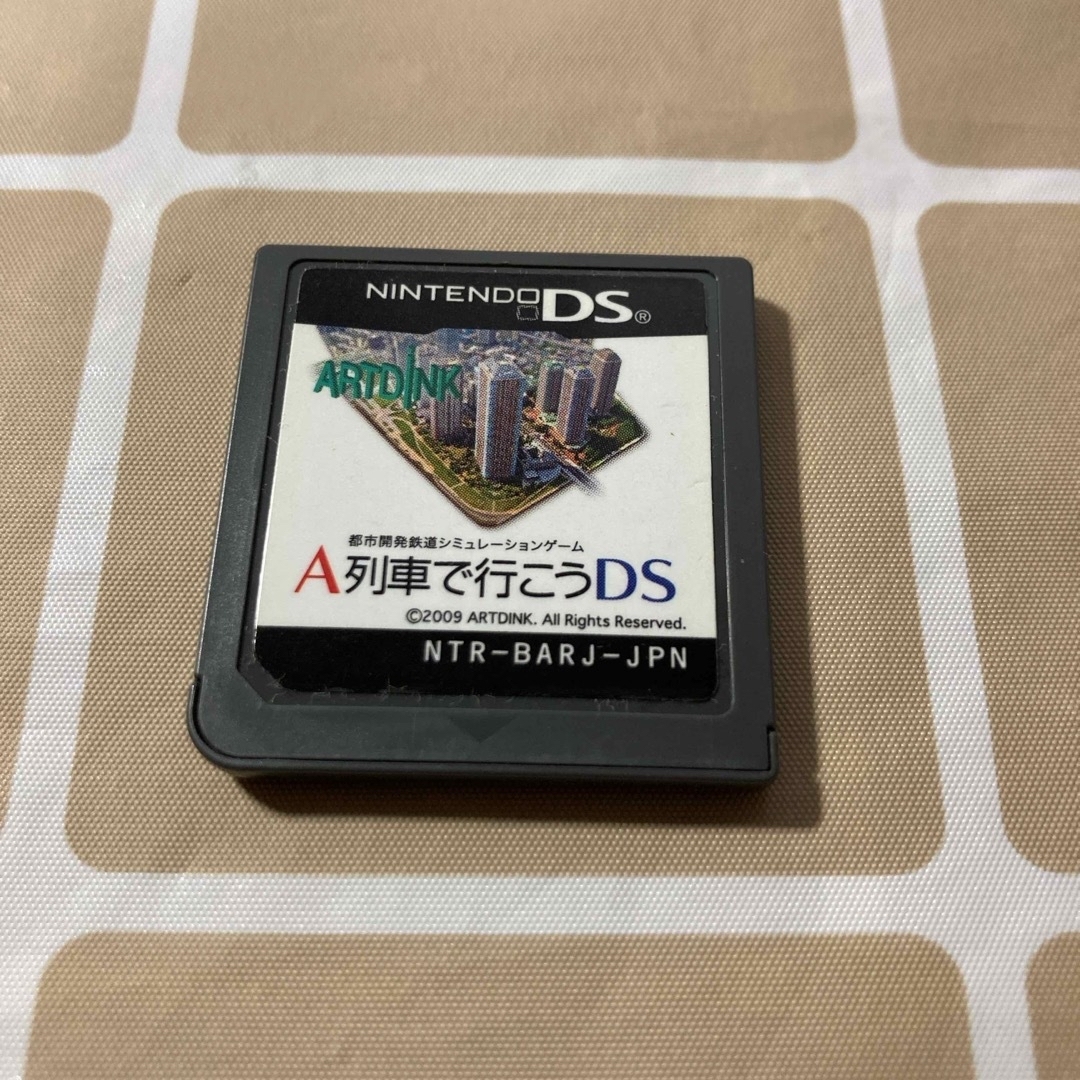 NINTENDO DS®
ARTDINK
都市開発鉄道シミュレーションゲーム
A列車で行こうDS
©2009 ARTDINK. All Rights Reserved.
NTR-BARJ-JPN